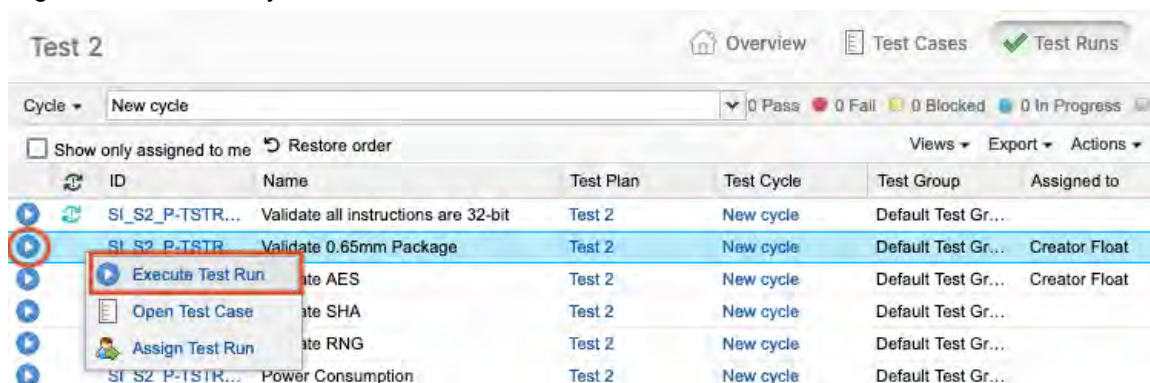 Test 2 Overview Test Cases Test Runs
Cycle New cycle 0 Pass 0 Fail 0 Blocked 0 In Progress
Show only assigned to me Restore order Views Export Actions
ID Name Test Plan Test Cycle Test Group Assigned to
SI_S2_P-TSTR... Validate all instructions are 32-bit Test 2 New cycle Default Test Gr...
SI_S2_P-TSTR... Validate 0.65mm Package Test 2 New cycle Default Test Gr... Creator Float
Execute Test Run ate AES Test 2 New cycle Default Test Gr... Creator Float
Open Test Case ate SHA Test 2 New cycle Default Test Gr...
Assign Test Run ate RNG Test 2 New cycle Default Test Gr...
SI_S2_P-TSTR... Power Consumption Test 2 New cycle Default Test Gr...